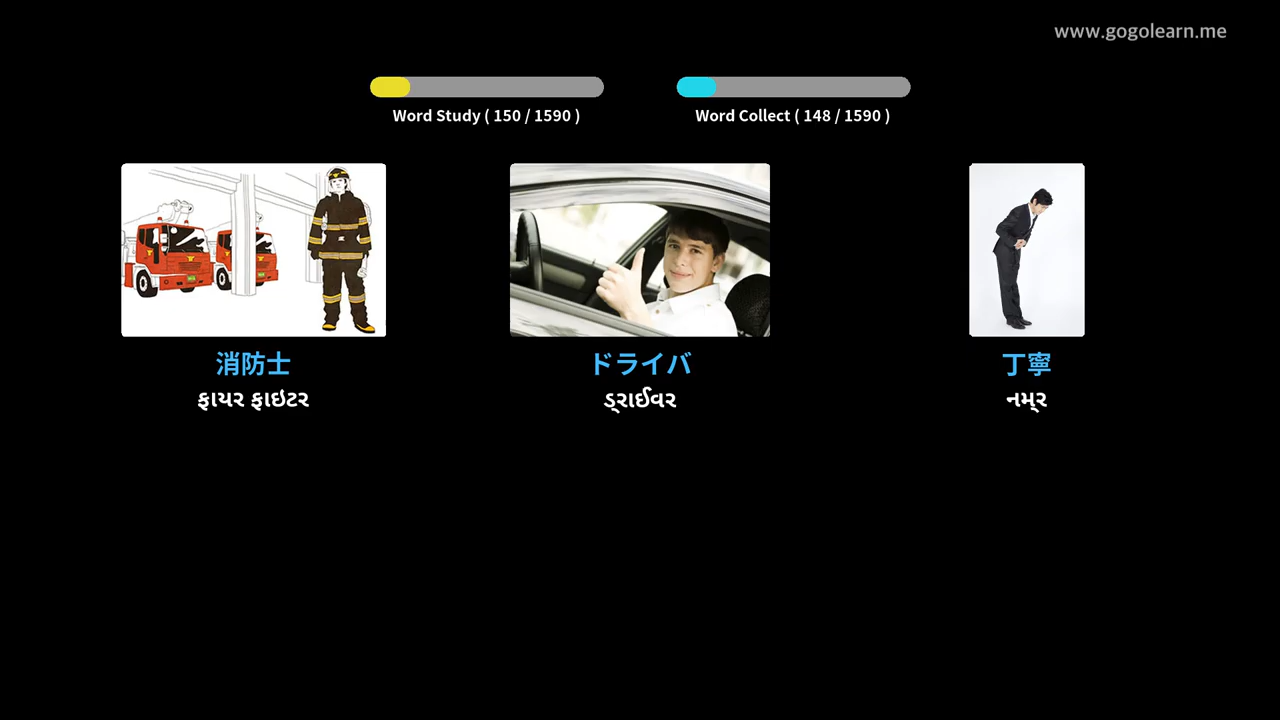 www.gogolearn.me
Word Study ( 150 / 1590 )
Word Collect ( 148 / 1590 )
消防士
ドライバ
丁寧
ફાયર ફાઇટર
ડ્રાઈવર
નમ્ર